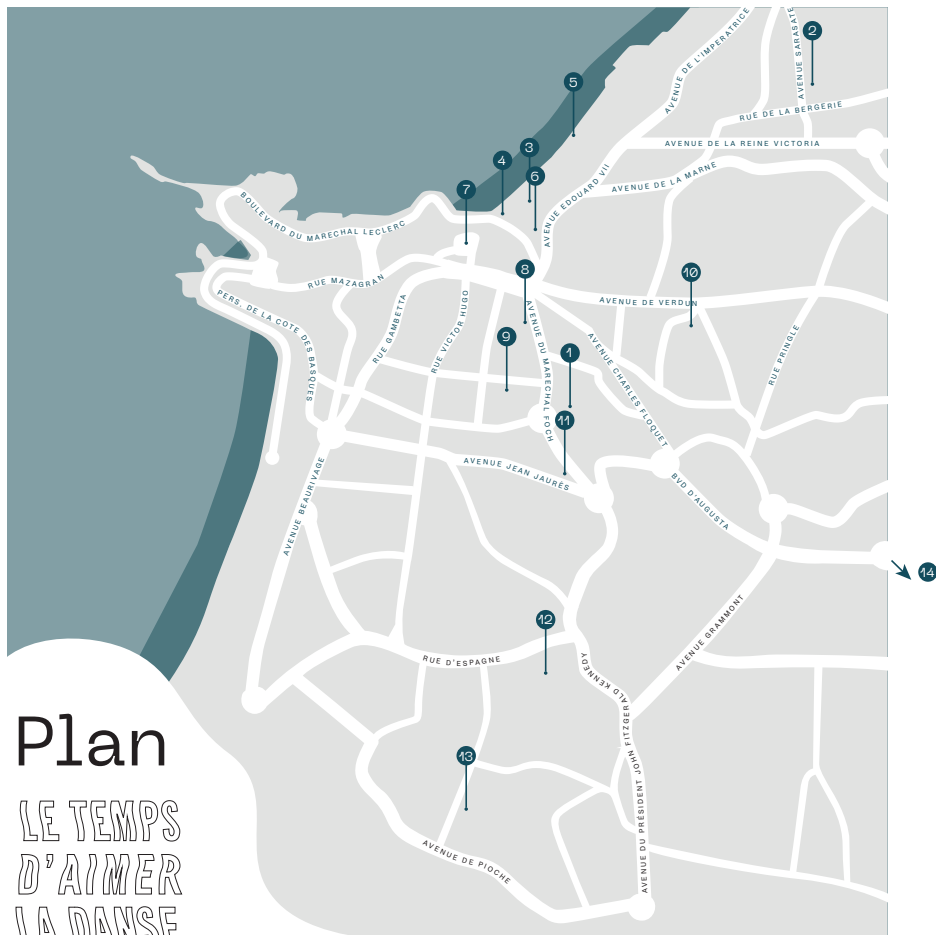 AVENUE DE L'IMPERATRICE
AVENUE SARASATE
2
5
RUE DE LA BERGERIE
AVENUE DE LA REINE VICTORIA
3
4
6
7
AVENUE DE LA MARNE
AVENUE EDOUARD VII
BOULEVARD DU MARECHAL LECLERC
8
10
RUE MAZAGRAN
PERS. DE LA COTE DES BASQUES
AVENUE DE VERDUN
RUE GAMBETTA
RUE VICTOR HUGO
AVENUE DU MARECHAL FOCH
9
1
AVENUE CHARLES FLOQUET
RUE PRINGLE
11
AVENUE JEAN JAURÈS
AVENUE BEAURIVAGE
BVD D'AUGUSTA
14
12
AVENUE GRAMMONT
RUE D'ESPAGNE
AVENUE DU PRÉSIDENT JOHN FITZGERALD KENNEDY
13
AVENUE DE PIOCHE
Plan
LE TEMPS
D'AIMER
LA DANSE